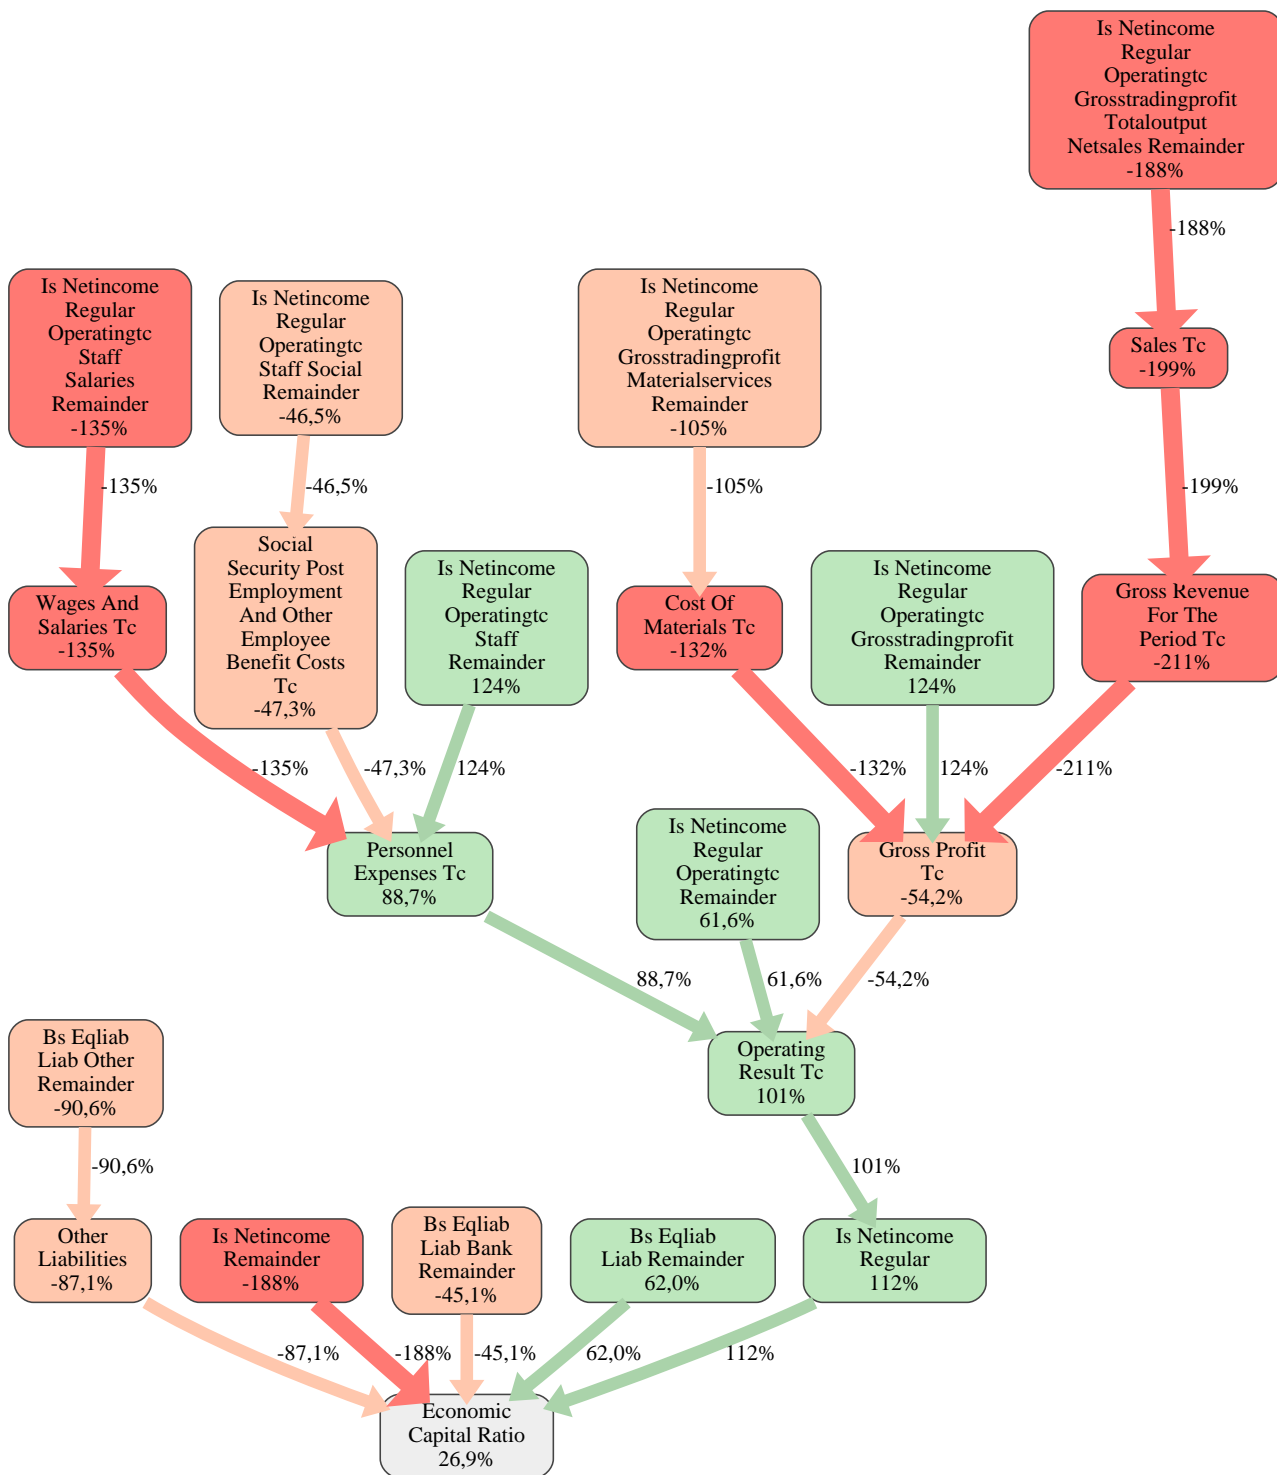 Is Netincome
Regular
Operatingtc
Grosstradingprofit
Totaloutput
Netsales Remainder
-188%
-188%
Is Netincome
Regular
Operatingtc
Staff
Salaries
Remainder
-135%
Is Netincome
Regular
Operatingtc
Staff Social
Remainder
-46,5%
Is Netincome
Regular
Operatingtc
Grosstradingprofit
Materialservices
Remainder
-105%
Sales Tc
-199%
-135%
-46,5%
-105%
-199%
Wages And
Salaries Tc
-135%
Social
Security Post
Employment
And Other
Employee
Benefit Costs
Tc
-47,3%
Is Netincome
Regular
Operatingtc
Staff
Remainder
124%
Cost Of
Materials Tc
-132%
Is Netincome
Regular
Operatingtc
Grosstradingprofit
Remainder
124%
Gross Revenue
For The
Period Tc
-211%
-135%
-47,3%
124%
-132%
124%
-211%
Personnel
Expenses Tc
88,7%
Is Netincome
Regular
Operatingtc
Remainder
61,6%
Gross Profit
Tc
-54,2%
88,7%
61,6%
-54,2%
Bs Eqliab
Liab Other
Remainder
-90,6%
Operating
Result Tc
101%
-90,6%
101%
Other
Liabilities
-87,1%
Is Netincome
Remainder
-188%
Bs Eqliab
Liab Bank
Remainder
-45,1%
Bs Eqliab
Liab Remainder
62,0%
Is Netincome
Regular
112%
-87,1%
-188%
-45,1%
62,0%
112%
Economic
Capital Ratio
26,9%